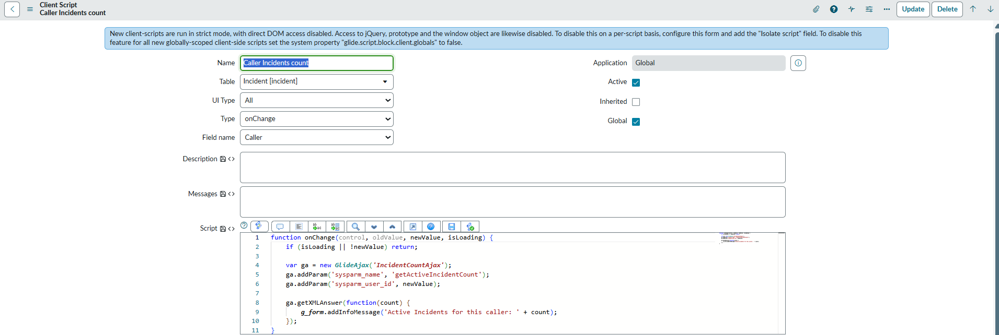 Client Script
Caller Incidents count
Update
Delete
New client-scripts are run in strict mode, with direct DOM access disabled. Access to jQuery, prototype and the window object are likewise disabled. To disable this on a per-script basis, configure this form and add the "Isolate script" field. To disable this
feature for all new globally-scoped client-side scripts set the system property "glide.script.block.client.globals" to false.
Name Caller Incidents count
Application Global
Table Incident [incident]
Active
UI Type All
Inherited
Type onChange
Global
Field name Caller
Description
Messages
Script
1 function onChange(control, oldValue, newValue, isLoading) {
2 if (isLoading || !newValue) return;
3
4 var ga = new GlideAjax('IncidentCountAjax');
5 ga.addParam('sysparm_name', 'getActiveIncidentCount');
6 ga.addParam('sysparm_user_id', newValue);
7
8 ga.getXMLAnswer(function(count) {
9 g_form.addInfoMessage('Active Incidents for this caller: ' + count);
10 });
11 }